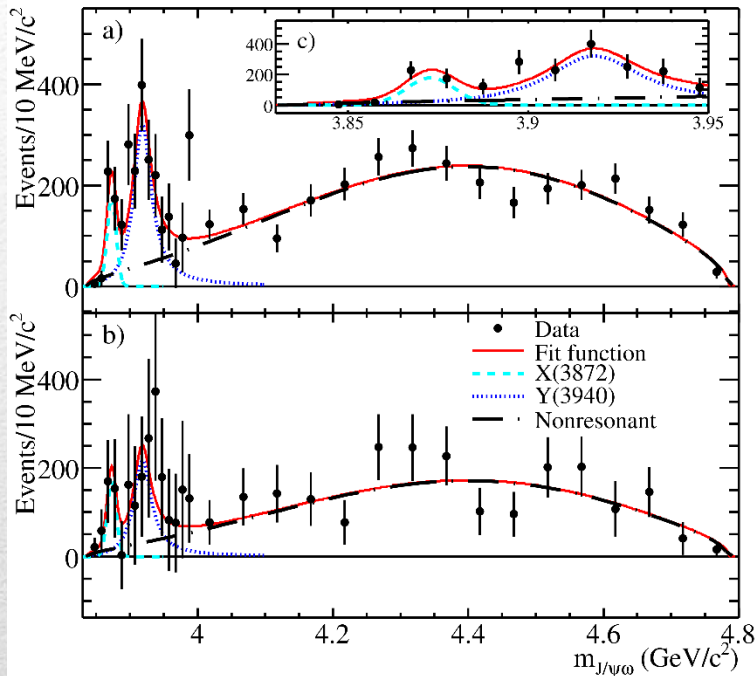 a)
c)
400
200
0
3.85
3.9
3.95
Events/10 MeV/c²
400
200
0
b)
Events/10 MeV/c²
400
200
0
Data
Fit function
X(3872)
Y(3940)
Nonresonant
4
4.2
4.4
4.6
4.8
m_{J/ψω} (GeV/c²)